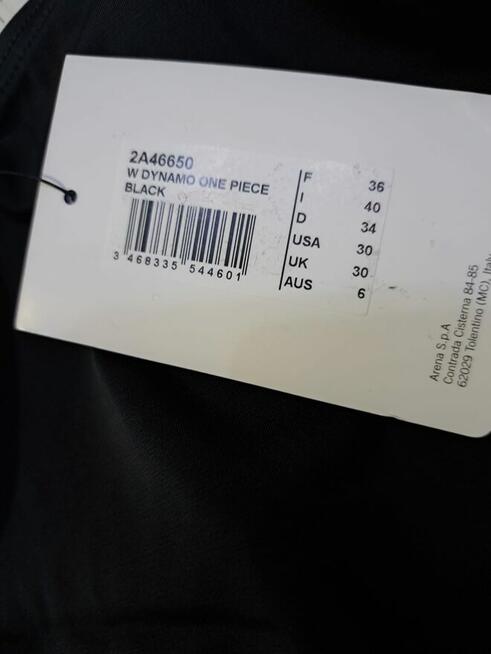 2A46650
W DYNAMO ONE PIECE
BLACK
3 468335 544601
F 36
I 40
D 34
USA 30
UK 30
AUS 6
Arena S.p.A
Contrada Cisterna 84-85
62029 Tolentino (MC), Italy